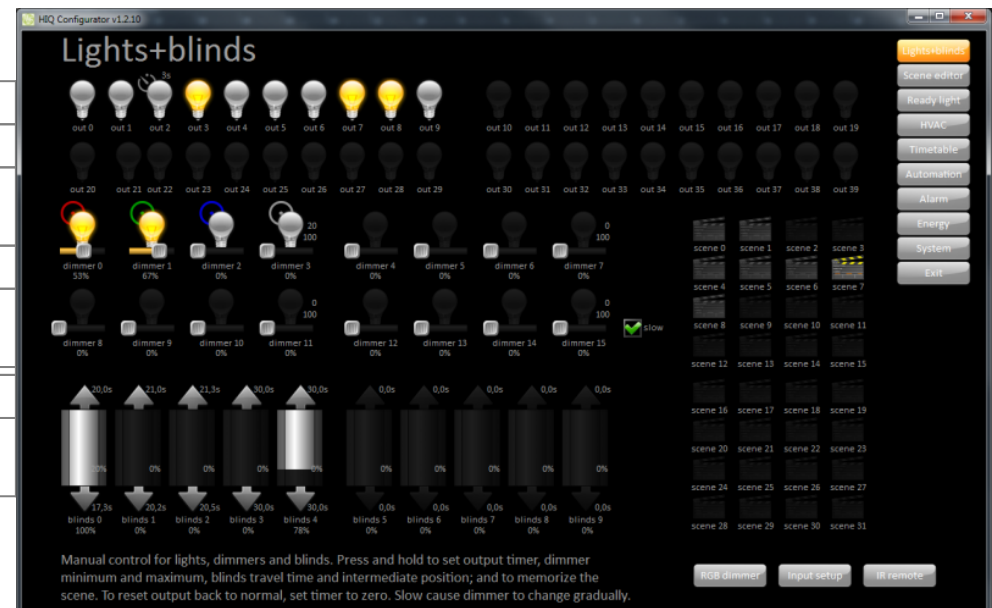 HIQ Configurator v1.2.10
Lights+blinds
3s
out 0 out 1 out 2 out 3 out 4 out 5 out 6 out 7 out 8 out 9 out 10 out 11 out 12 out 13 out 14 out 15 out 16 out 17 out 18 out 19
out 20 out 21 out 22 out 23 out 24 out 25 out 26 out 27 out 28 out 29 out 30 out 31 out 32 out 33 out 34 out 35 out 36 out 37 out 38 out 39
20 0
100 100
dimmer 0 dimmer 1 dimmer 2 dimmer 3 dimmer 4 dimmer 5 dimmer 6 dimmer 7
53% 67% 0% 0% 0% 0% 0% 0%
0 0
100 100
dimmer 8 dimmer 9 dimmer 10 dimmer 11 dimmer 12 dimmer 13 dimmer 14 dimmer 15
0% 0% 0% 0% 0% 0% 0% 0%
slow
20,0s 21,0s 21,3s 30,0s 30,0s 0,0s 0,0s 0,0s 0,0s 0,0s
20% 0% 0% 0% 0% 0% 0% 0% 0% 0%
17,3s 20,2s 20,5s 30,0s 30,0s 0,0s 0,0s 0,0s 0,0s 0,0s
blinds 0 blinds 1 blinds 2 blinds 3 blinds 4 blinds 5 blinds 6 blinds 7 blinds 8 blinds 9
100% 0% 0% 0% 78% 0% 0% 0% 0% 0%
scene 0 scene 1 scene 2 scene 3
scene 4 scene 5 scene 6 scene 7
scene 8 scene 9 scene 10 scene 11
scene 12 scene 13 scene 14 scene 15
scene 16 scene 17 scene 18 scene 19
scene 20 scene 21 scene 22 scene 23
scene 24 scene 25 scene 26 scene 27
scene 28 scene 29 scene 30 scene 31
Lights+blinds
Scene editor
Ready light
HVAC
Timetable
Automation
Alarm
Energy
System
Exit
Manual control for lights, dimmers and blinds. Press and hold to set output timer, dimmer
minimum and maximum, blinds travel time and intermediate position; and to memorize the
scene. To reset output back to normal, set timer to zero. Slow cause dimmer to change gradually.
RGB dimmer Input setup IR remote